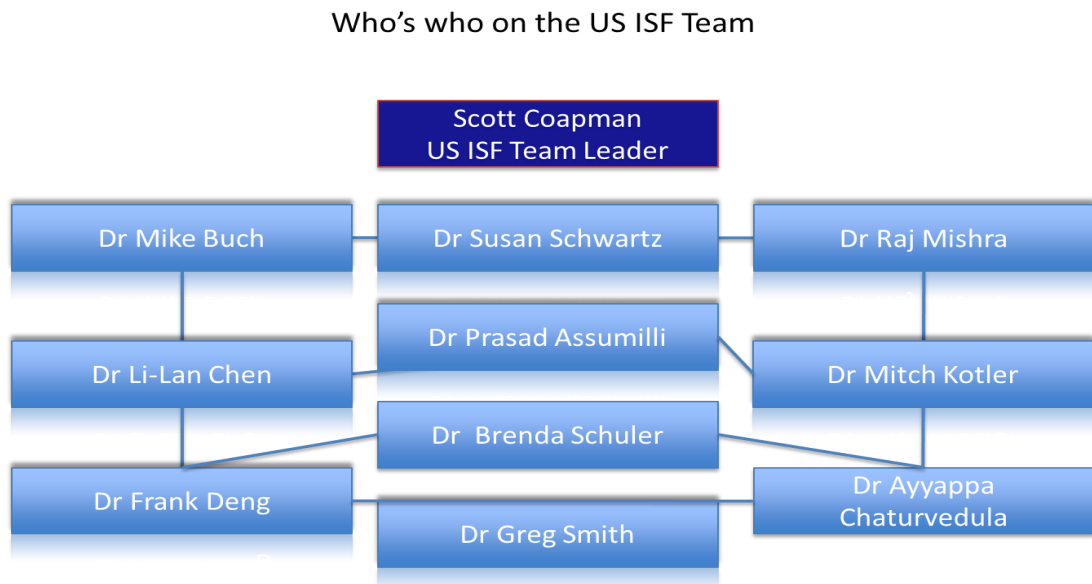 Who’s who on the US ISF Team
Scott Coapman
US ISF Team Leader
Dr Mike Buch
Dr Susan Schwartz
Dr Raj Mishra
Dr Prasad Assumilli
Dr Li-Lan Chen
Dr Mitch Kotler
Dr  Brenda Schuler
Dr Frank Deng
Dr Ayyappa
Chaturvedula
Dr Greg Smith